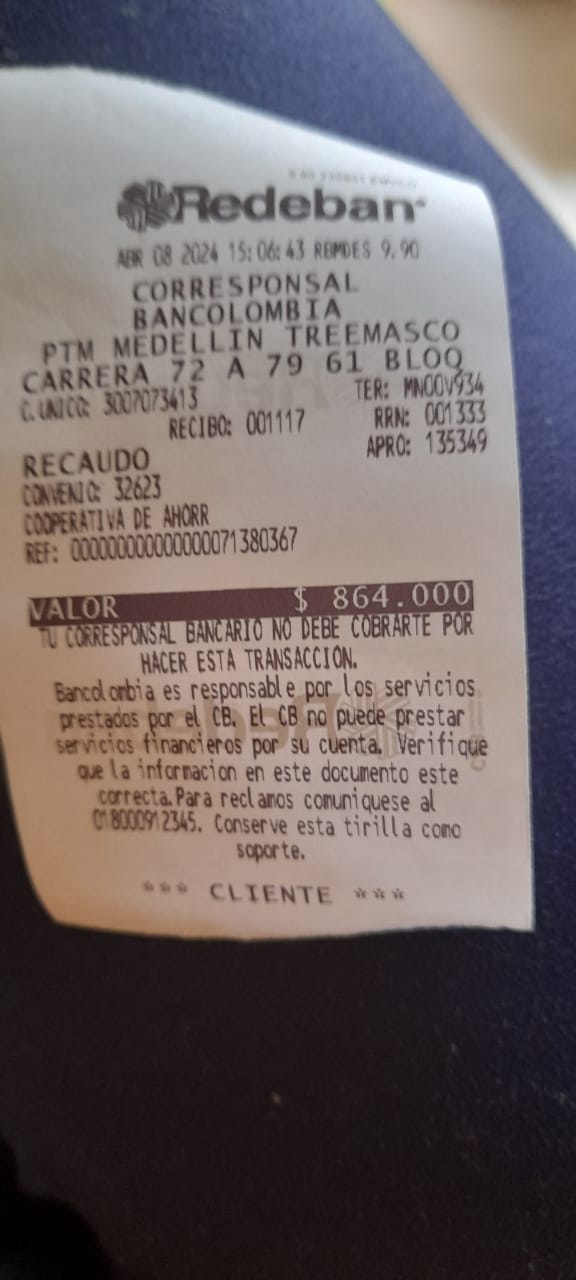 Redeban
ABR 08 2024 15:06:43 RBMDES 9.90
CORRESPONSAL
BANCOLOMBIA
PTM MEDELLIN TREEMASCO
CARRERA 72 A 79 61 BLOQ
C. UNICO: 3007073413 TER: MNOOV934
RECIBO: 001117 RRN: 001333
APRO: 135349
RECAUDO
CONVENIO: 32623
COOPERATIVA DE AHORR
REF: 000000000000000071380367
VALOR $ 864.000
TU CORRESPONSAL BANCARIO NO DEBE COBRARTE POR
HACER ESTA TRANSACCION.
Bancolombia es responsable por los servicios
prestados por el CB. El CB no puede prestar
servicios financieros por su cuenta. Verifique
que la informacion en este documento este
correcta.Para reclamos comuniquese al
018000912345. Conserve esta tirilla como
soporte.
*** CLIENTE ***